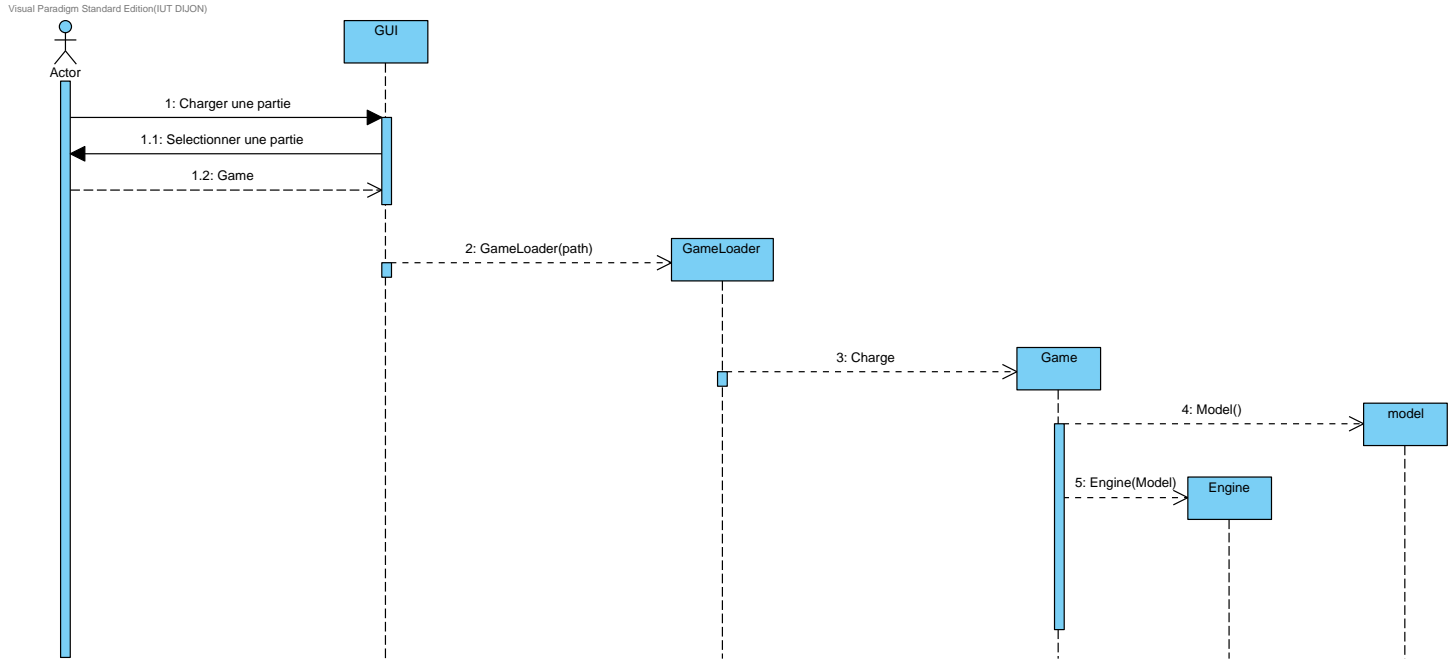 Visual Paradigm Standard Edition(IUT DIJON)
GUI
Actor
1: Charger une partie
1.1: Selectionner une partie
1.2: Game
2: GameLoader(path)
GameLoader
3: Charge
Game
4: Model()
model
5: Engine(Model)
Engine